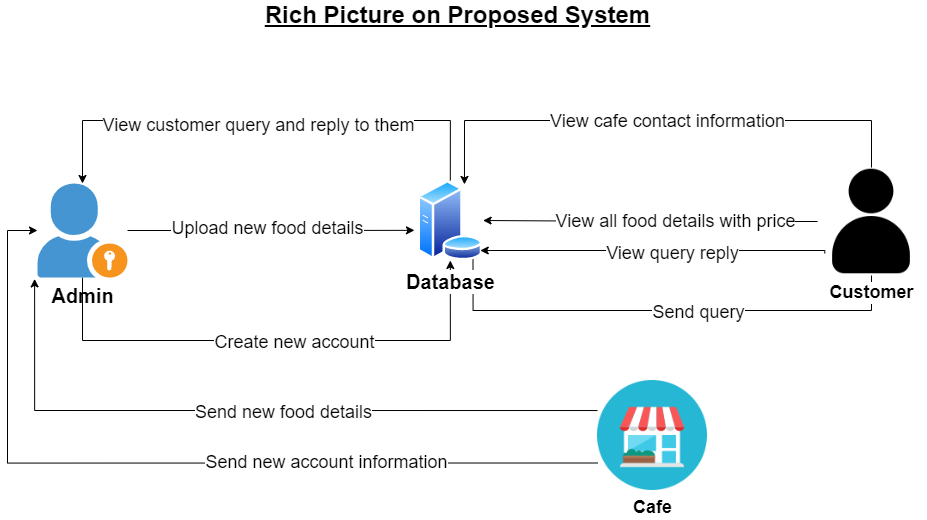 Rich Picture on Proposed System
View customer query and reply to them
View cafe contact information
Upload new food details
View all food details with price
View query reply
Database
Admin
Customer
Send query
Create new account
Send new food details
Send new account information
Cafe